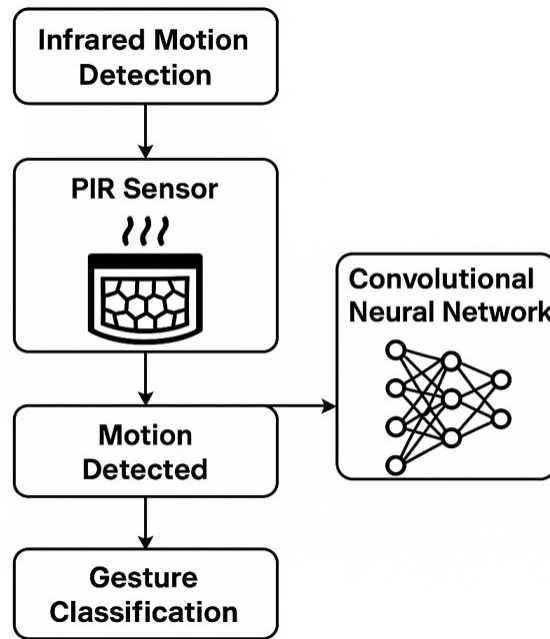 Infrared Motion
Detection
PIR Sensor
Convolutional
Neural Network
Motion
Detected
Gesture
Classification